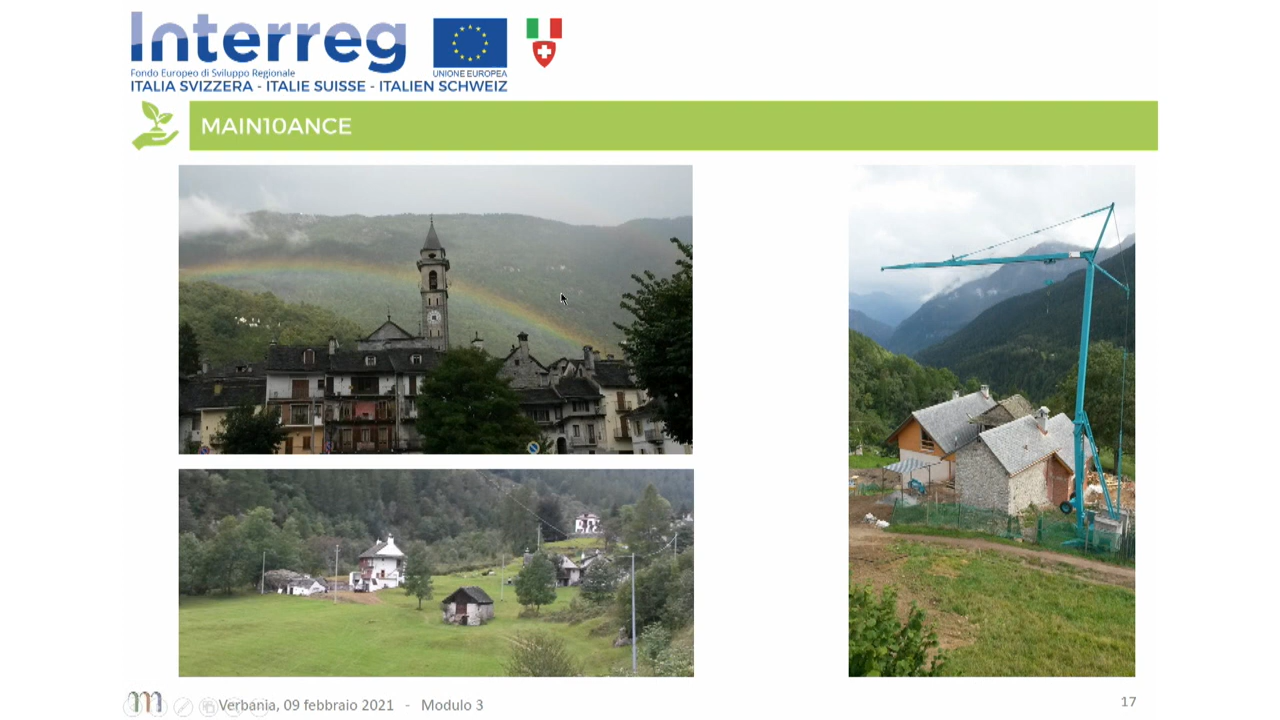 Interreg
Fondo Europeo di Sviluppo Regionale
UNIONE EUROPEA
ITALIA SVIZZERA - ITALIE SUISSE - ITALIEN SCHWEIZ
MAIN10ANCE
Verbania, 09 febbraio 2021 - Modulo 3
17